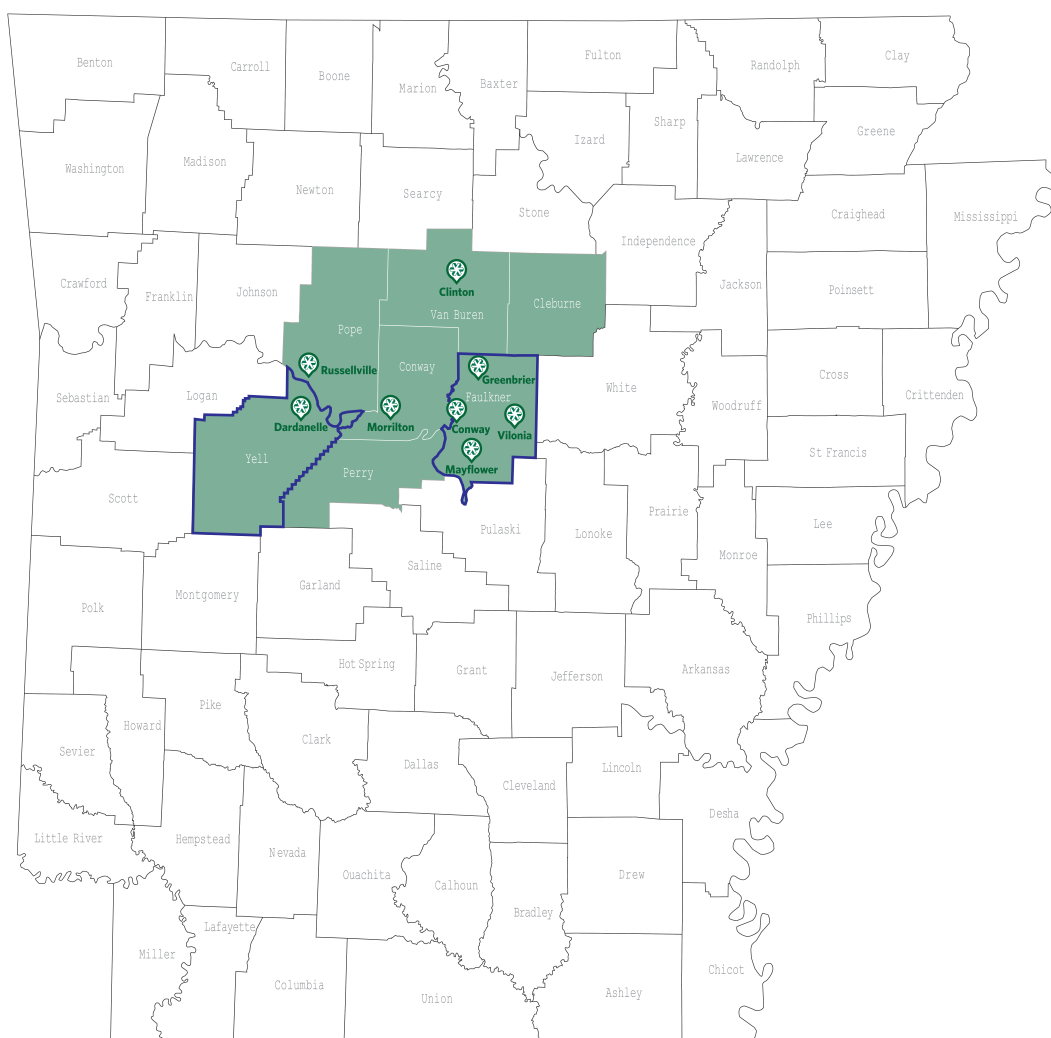 Benton
Carroll
Boone
Marion
Baxter
Fulton
Randolph
Clay
Sharp
Izard
Greene
Washington
Madison
Newton
Searcy
Stone
Lawrence
Independence
Craighead
Mississippi
Crawford
Franklin
Johnson
Clinton
Van Buren
Cleburne
Jackson
Poinsett
Pope
Russellville
Conway
Greenbrier
Faulkner
White
Woodruff
Cross
Crittenden
Sebastian
Logan
Dardanelle
Morrilton
Conway
Vilonia
Mayflower
Yell
Perry
St Francis
Scott
Pulaski
Lonoke
Prairie
Monroe
Lee
Polk
Montgomery
Garland
Saline
Phillips
Hot Spring
Grant
Jefferson
Arkansas
Howard
Pike
Clark
Sevier
Dallas
Cleveland
Lincoln
Desha
Little River
Hempstead
Nevada
Ouachita
Calhoun
Bradley
Drew
Lafayette
Miller
Columbia
Union
Ashley
Chicot